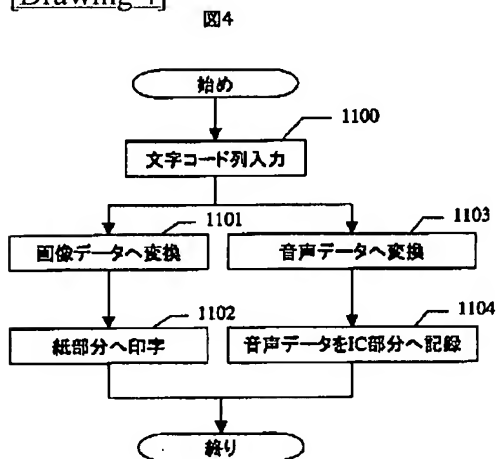 [Drawing 4]
図4
始め
1100
文字コード列入力
1101
画像データへ変換
1103
音声データへ変換
1102
紙部分へ印字
1104
音声データをIC部分へ記録
終り